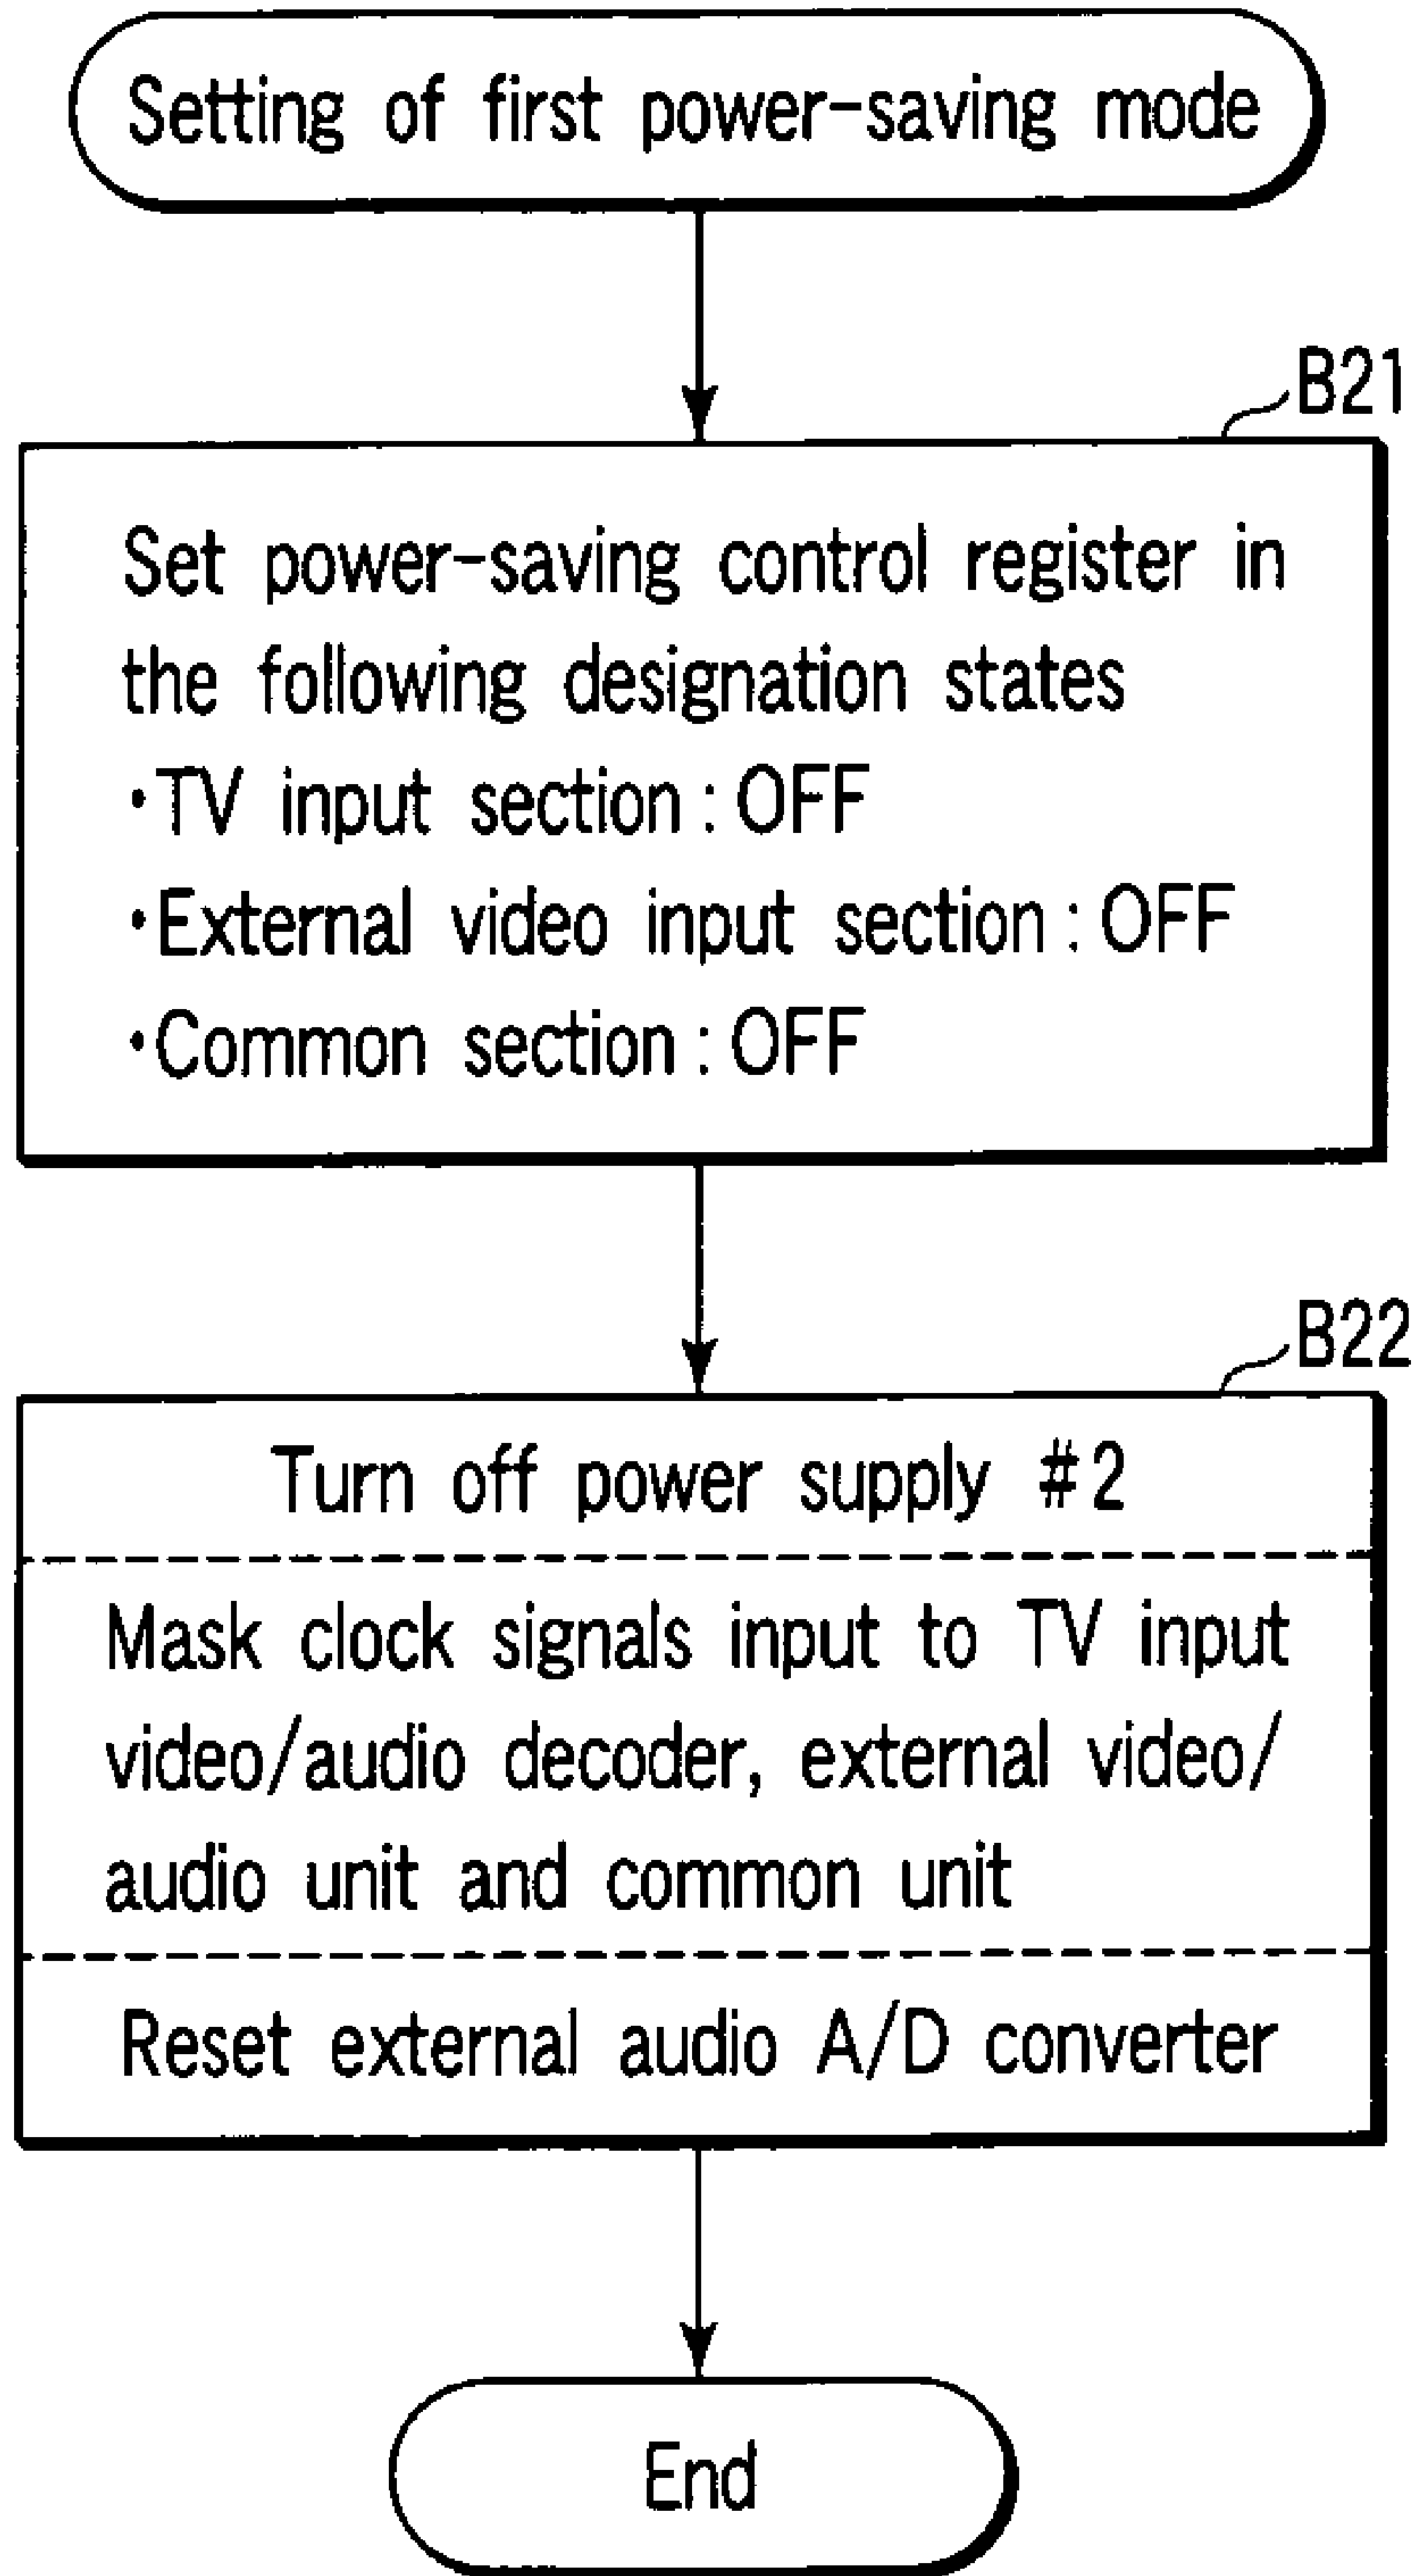 Setting of first power-saving mode
B21
Set power-saving control register in
the following designation states
・TV input section : OFF
・External video input section : OFF
・Common section : OFF
B22
Turn off power supply #2
Mask clock signals input to TV input
video/audio decoder, external video/
audio unit and common unit
Reset external audio A/D converter
End